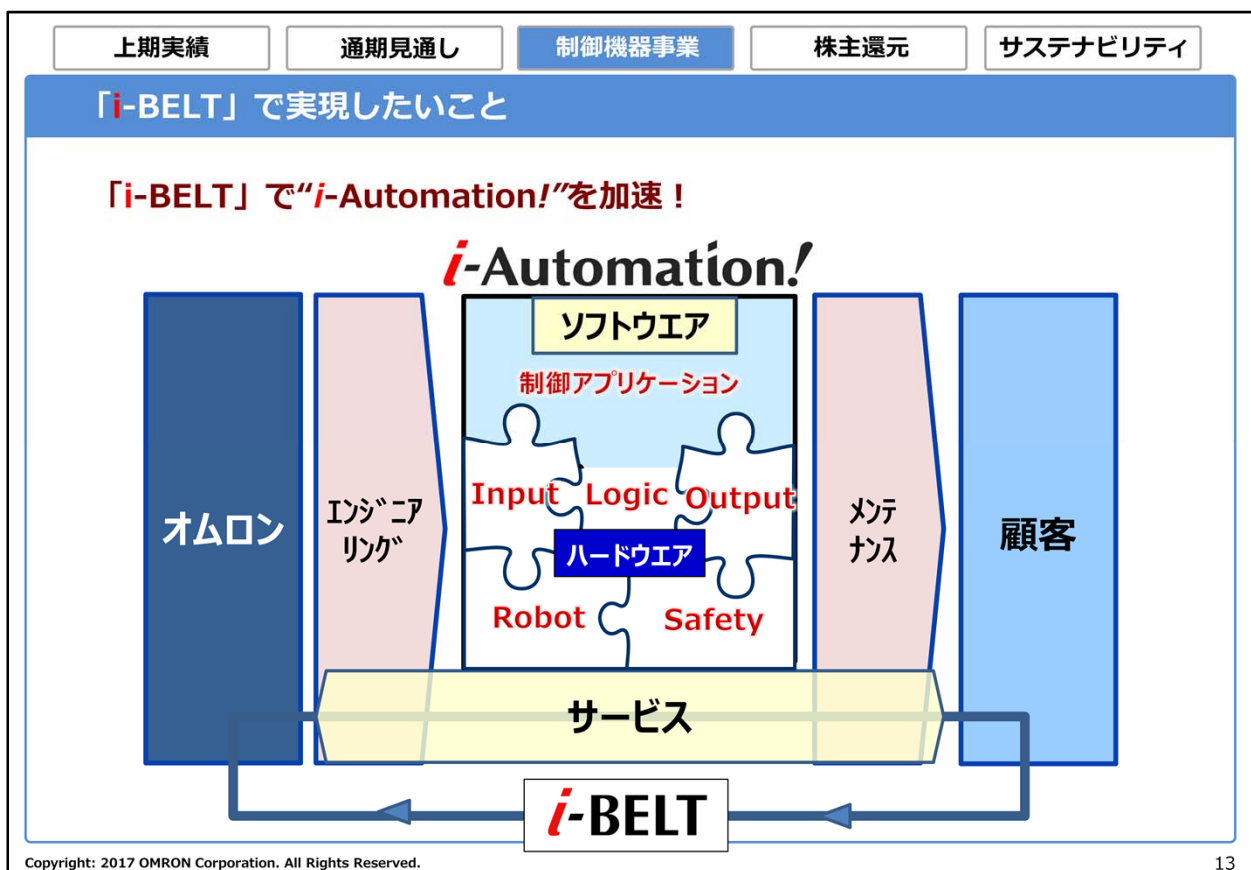 上期実績
通期見通し
制御機器事業
株主還元
サステナビリティ
「i-BELT」で実現したいこと
「i-BELT」で“i-Automation!”を加速！
i-Automation!
ソフトウエア
制御アプリケーション
Input
Logic
Output
ハードウエア
Robot
Safety
オムロン
ｴﾝｼﾞﾆｱ
ﾘﾝｸﾞ
ﾒﾝﾃ
ﾅﾝｽ
顧客
サービス
i-BELT
Copyright: 2017 OMRON Corporation. All Rights Reserved.
13